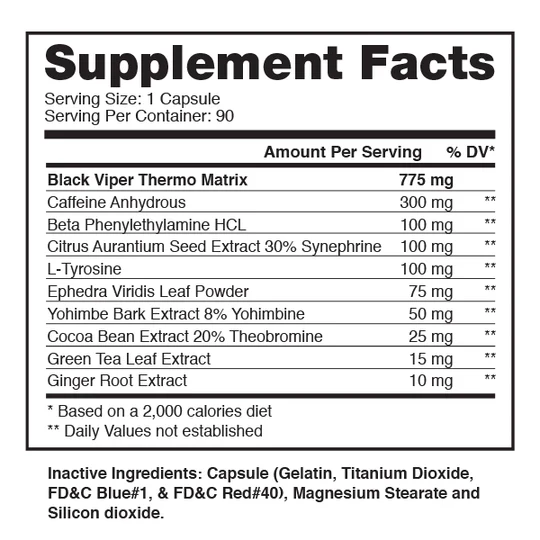 Supplement Facts
Serving Size: 1 Capsule
Serving Per Container: 90
Amount Per Serving % DV*
Black Viper Thermo Matrix 775 mg
Caffeine Anhydrous 300 mg **
Beta Phenylethylamine HCL 100 mg **
Citrus Aurantium Seed Extract 30% Synephrine 100 mg **
L-Tyrosine 100 mg **
Ephedra Viridis Leaf Powder 75 mg **
Yohimbe Bark Extract 8% Yohimbine 50 mg **
Cocoa Bean Extract 20% Theobromine 25 mg **
Green Tea Leaf Extract 15 mg **
Ginger Root Extract 10 mg **
* Based on a 2,000 calories diet
** Daily Values not established
Inactive Ingredients: Capsule (Gelatin, Titanium Dioxide,
FD&C Blue#1, & FD&C Red#40), Magnesium Stearate and
Silicon dioxide.